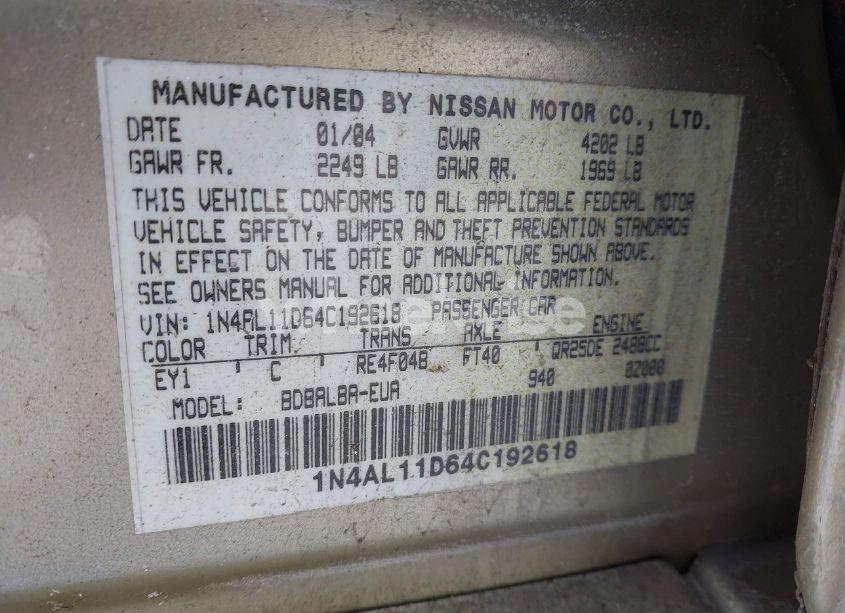 MANUFACTURED BY NISSAN MOTOR CO., LTD.
DATE 01/04 GVWR 4202 LB
GAWR FR. 2249 LB GAWR RR. 1969 LB
THIS VEHICLE CONFORMS TO ALL APPLICABLE FEDERAL MOTOR
VEHICLE SAFETY, BUMPER AND THEFT PREVENTION STANDARDS
IN EFFECT ON THE DATE OF MANUFACTURE SHOWN ABOVE.
SEE OWNERS MANUAL FOR ADDITIONAL INFORMATION.
VIN: 1N4AL11D64C192618 PASSENGER CAR
COLOR TRIM TRANS AXLE ENGINE
EY1 C RE4F04B FT40 QR25DE 2488CC
MODEL: BDBALBA-EUA 940 02008
1N4AL11D64C192618